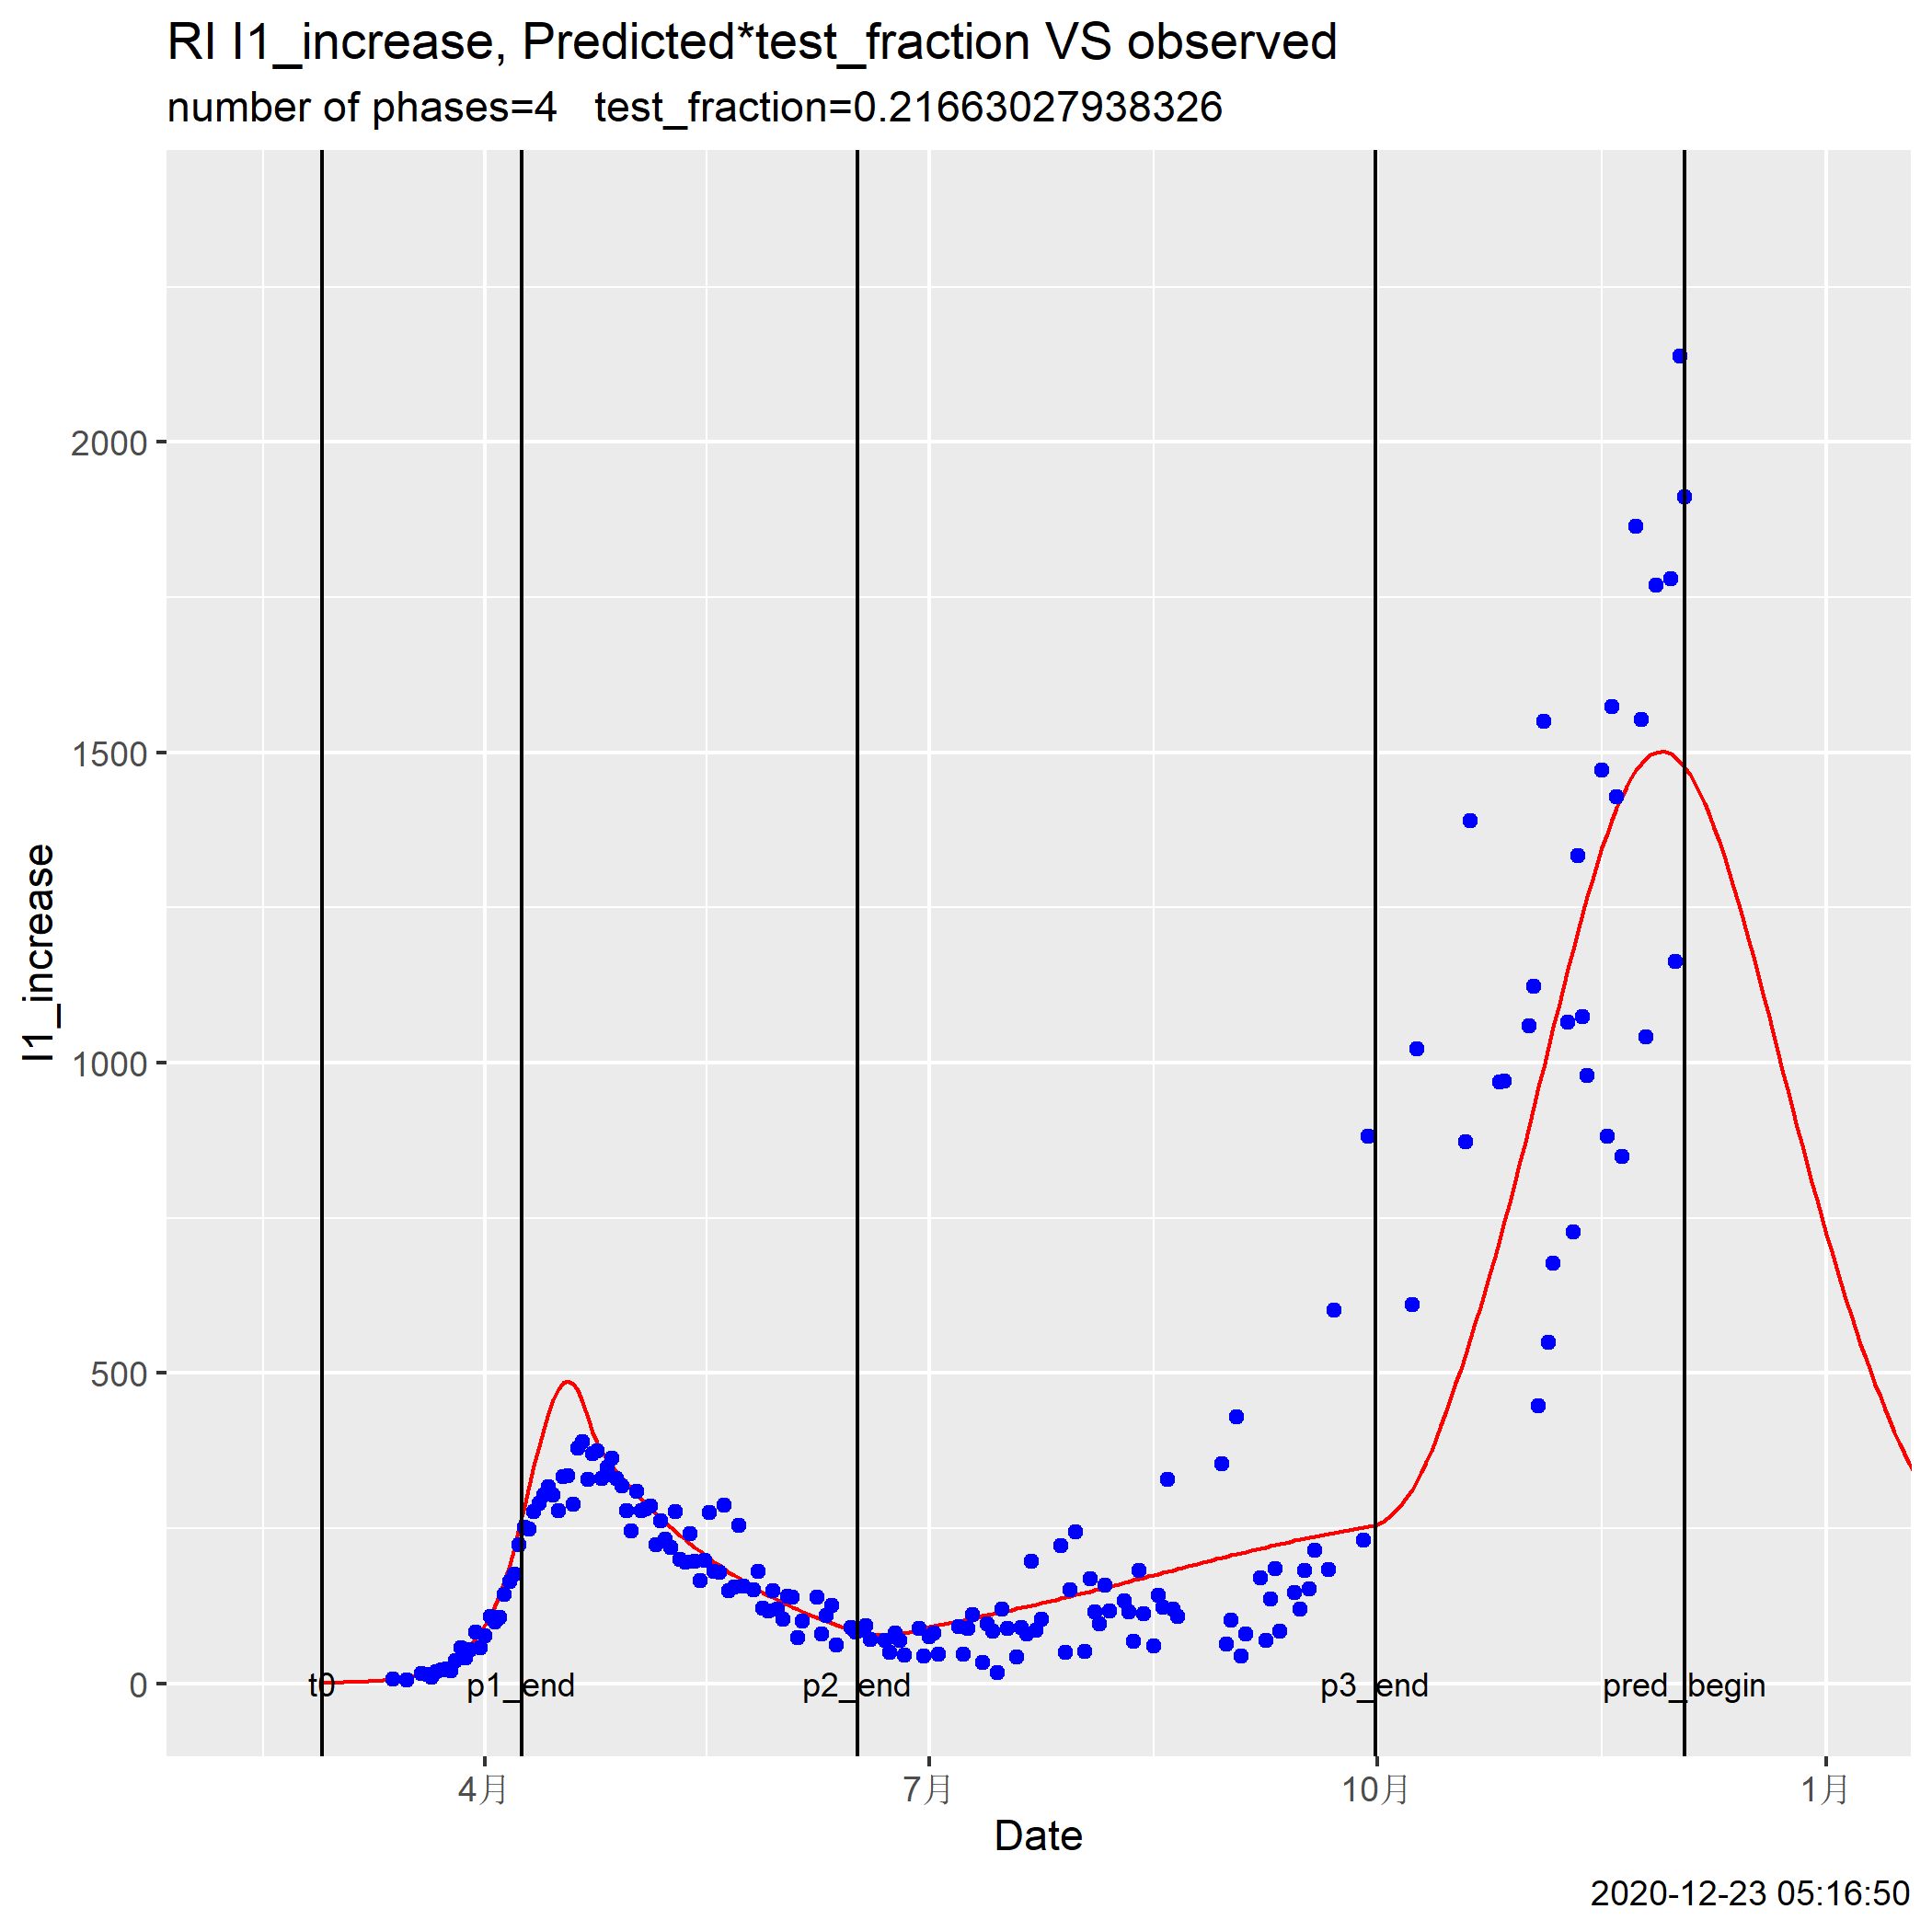 RI I1_increase, Predicted*test_fraction VS observed
number of phases=4 test_fraction=0.21663027938326
I1_increase
2000
1500
1000
500
0
t0 p1_end p2_end p3_end pred_begin
4月 7月 10月 1月
Date
2020-12-23 05:16:50